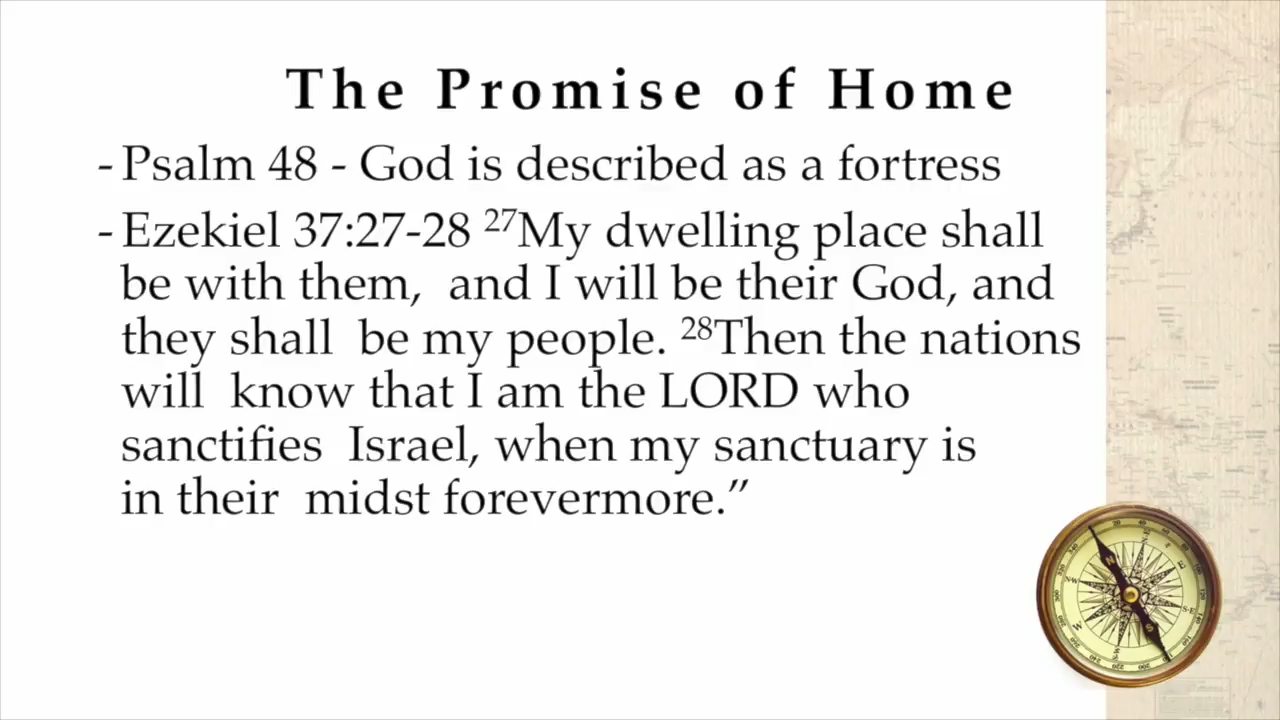 The Promise of Home
- Psalm 48 - God is described as a fortress
- Ezekiel 37:27-28 ²⁷My dwelling place shall
be with them,  and I will be their God, and
they shall  be my people. ²⁸Then the nations
will  know that I am the LORD who
sanctifies  Israel, when my sanctuary is
in their  midst forevermore.”
N
S
W
N-W
S-E